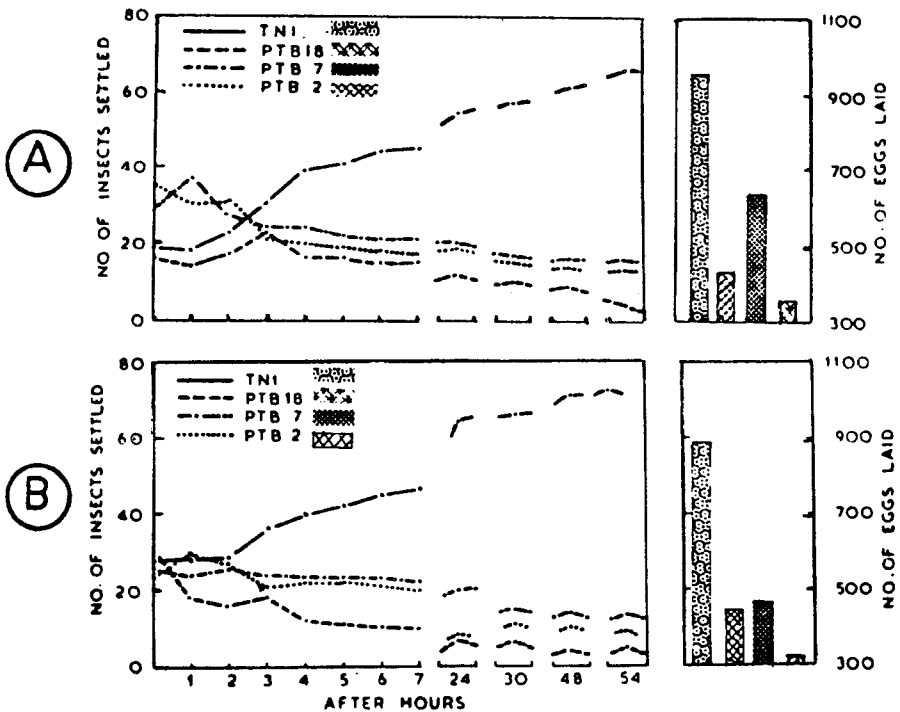 A
NO. OF INSECTS SETTLED
80
60
40
20
0
TN1
PTB18
PTB 7
PTB 2
1100
900
700
500
300
NO. OF EGGS LAID
B
NO. OF INSECTS SETTLED
80
60
40
20
0
TN1
PTB18
PTB 7
PTB 2
1 2 3 4 5 6 7 24 30 48 54
AFTER HOURS
1100
900
700
500
300
NO. OF EGGS LAID